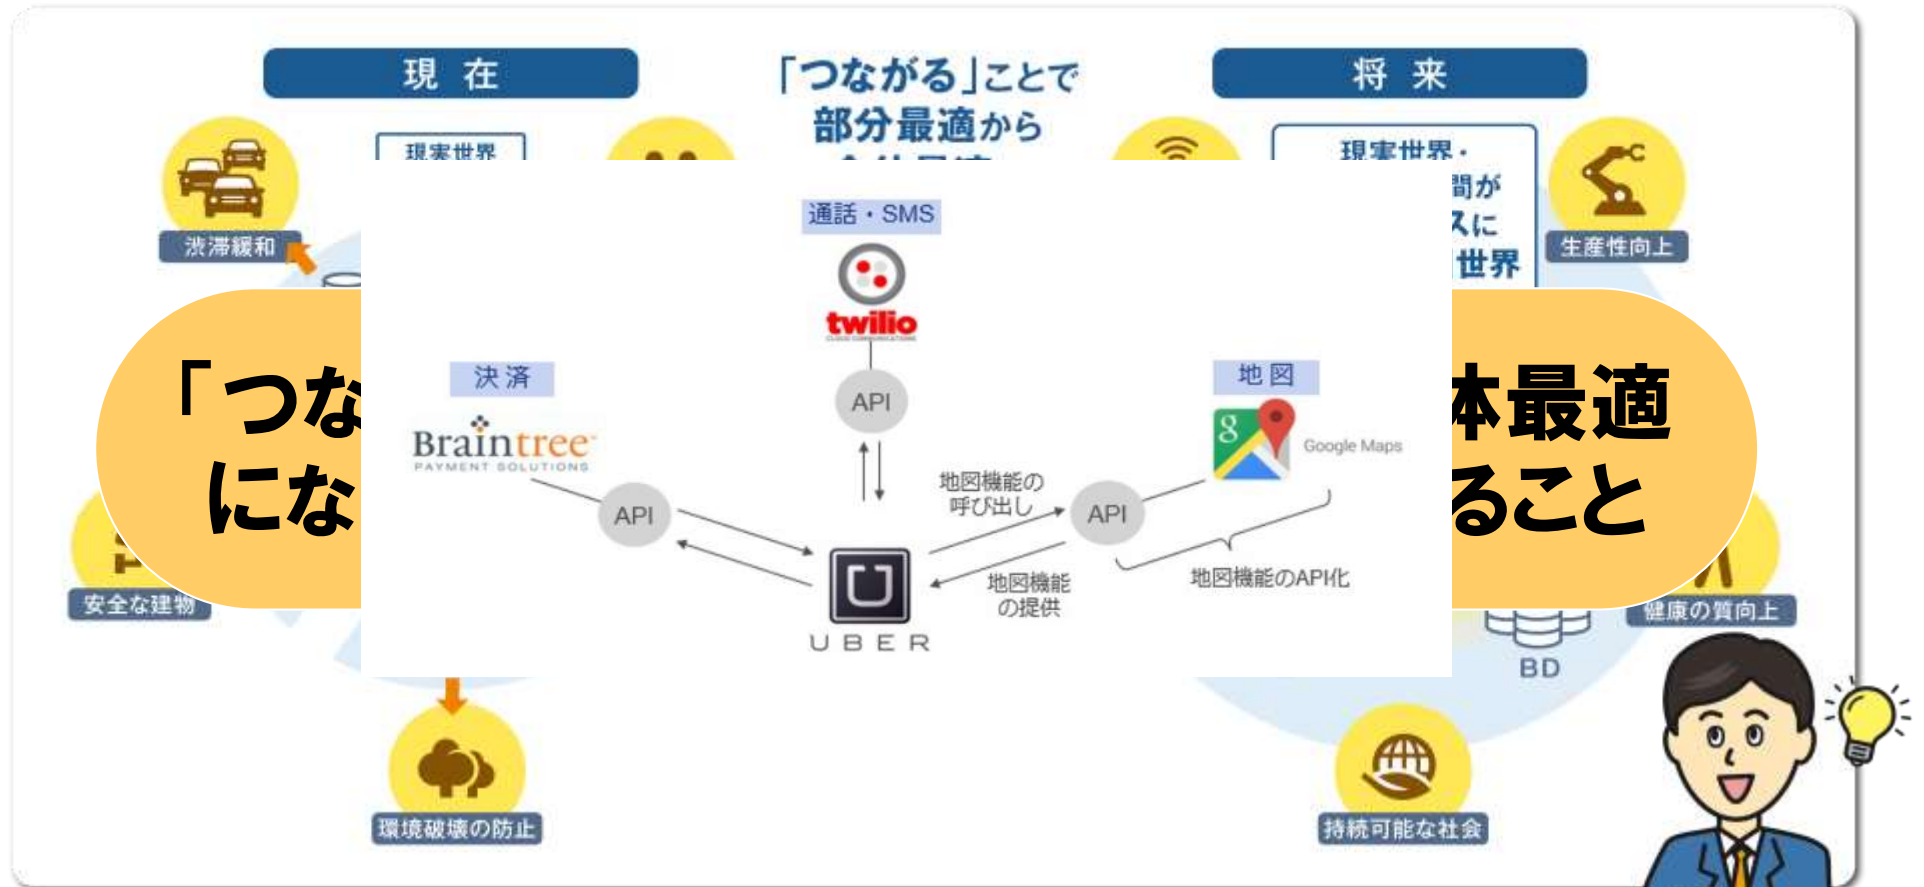 現 在
「つながる」ことで
部分最適から
将 来
現実世界
現実世界・
間が
スに
世界
渋滞緩和
生産性向上
通話・SMS
twilio
CLOUD COMMUNICATIONS
決 済
Braintree
PAYMENT SOLUTIONS
地 図
g
Google Maps
API
API
API
地図機能の
呼び出し
地図機能
の提供
地図機能のAPI化
UBER
「つな
にな
体最適
ること
安全な建物
健康の質向上
BD
環境破壊の防止
持続可能な社会